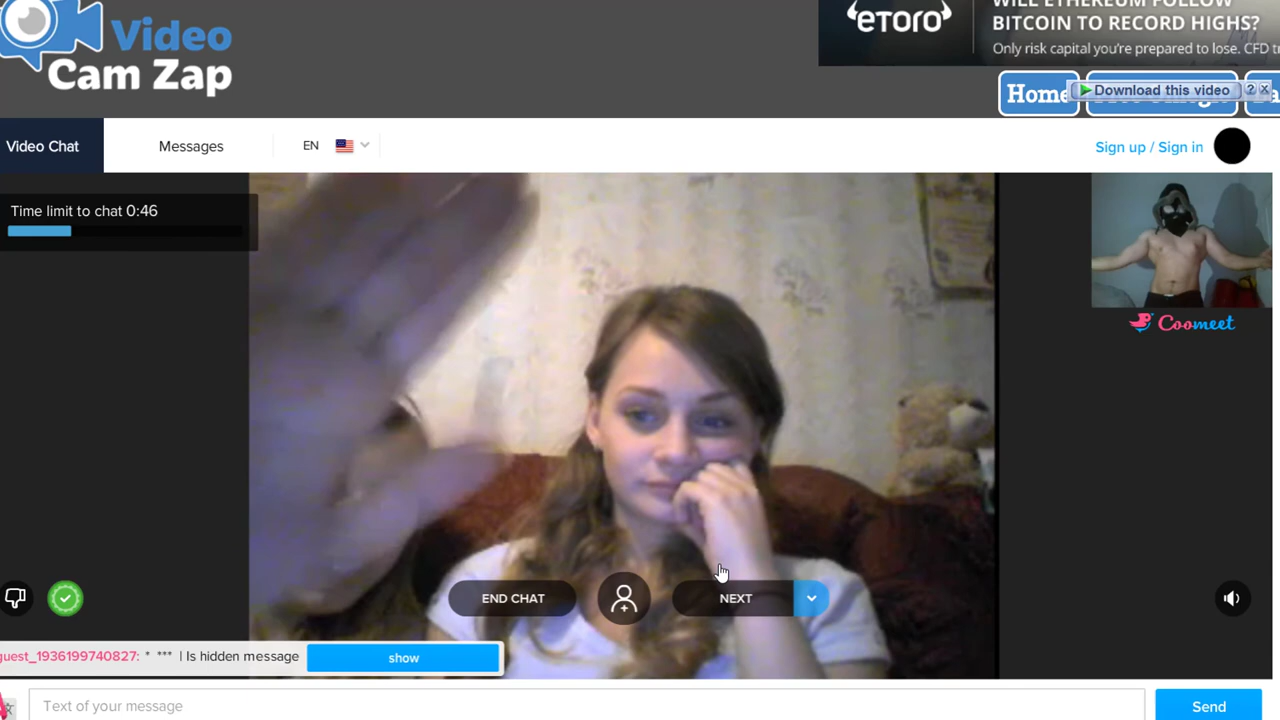 WILL ETHEREUM FOLLOW
eTORO
BITCOIN TO RECORD HIGHS?
Only risk capital you're prepared to lose. CFD
Video
Cam Zap
Home
Download this video
?
Video Chat
Messages
EN
Sign up / Sign in
Time limit to chat 0:46
Coomeet
END CHAT
NEXT
guest_1936199740827: * *** | Is hidden message
show
Text of your message
Send